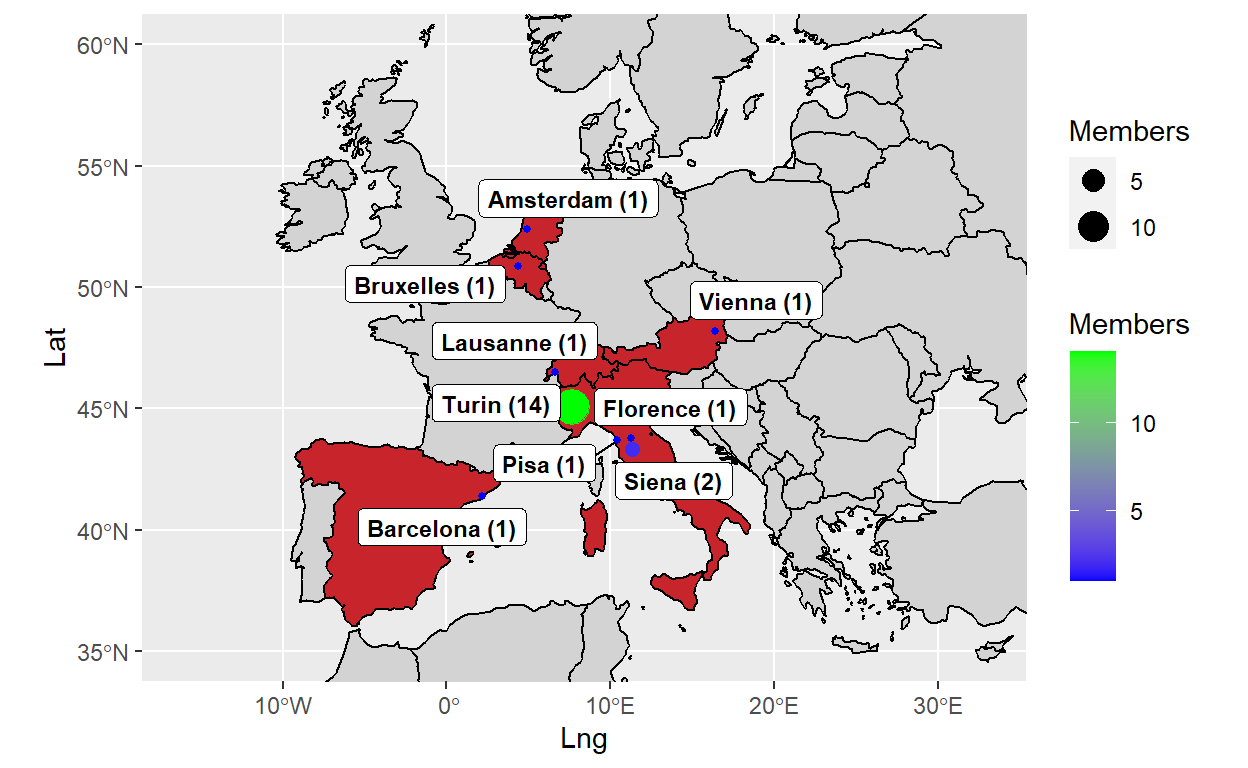 60°N
55°N
50°N
45°N
40°N
35°N
Lat
Amsterdam (1)
Bruxelles (1)
Vienna (1)
Lausanne (1)
Turin (14)
Florence (1)
Pisa (1)
Siena (2)
Barcelona (1)
10°W
0°
10°E
20°E
30°E
Lng
Members
5
10
Members
10
5